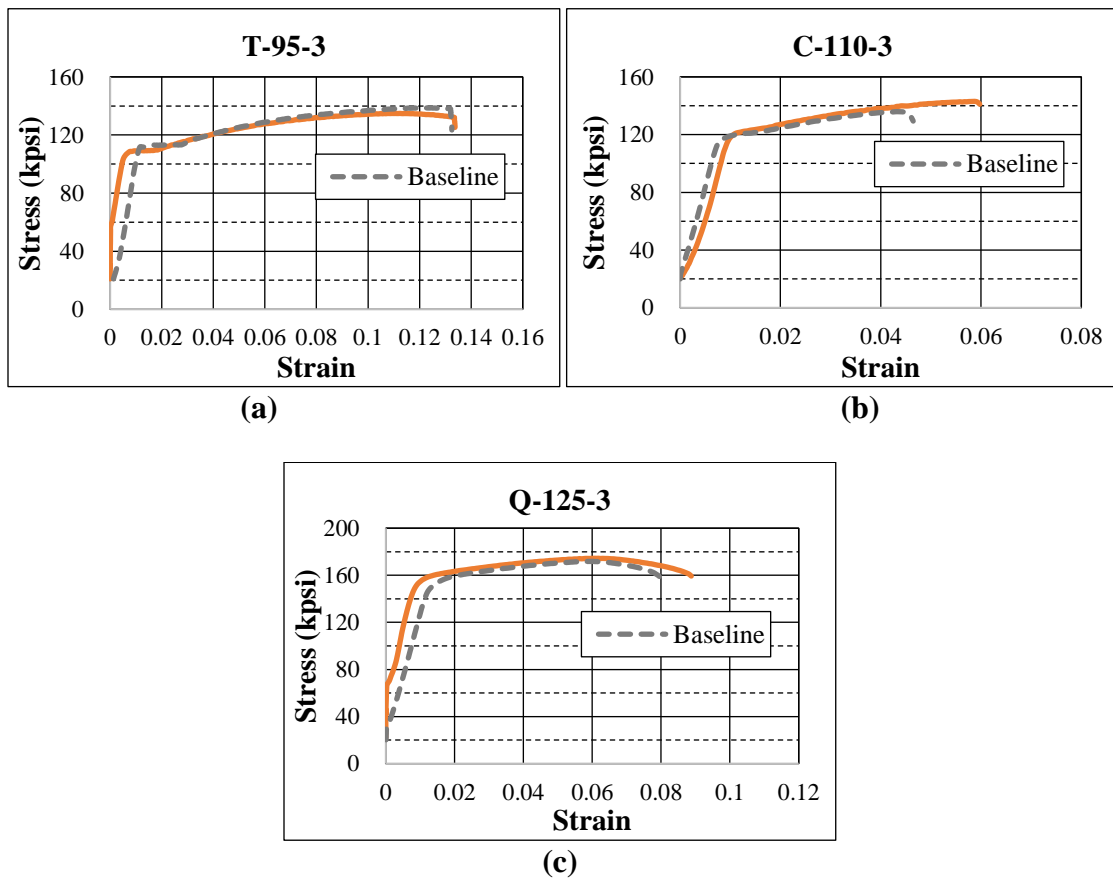 T-95-3
160
120
80
40
0
Stress (kpsi)
Baseline
0 0.02 0.04 0.06 0.08 0.1 0.12 0.14 0.16
Strain
(a)
(b)
C-110-3
160
120
80
40
0
Stress (kpsi)
Baseline
0 0.02 0.04 0.06 0.08
Strain
(b)
Q-125-3
200
160
120
80
40
0
Stress (kpsi)
Baseline
0 0.02 0.04 0.06 0.08 0.1 0.12
Strain
(c)